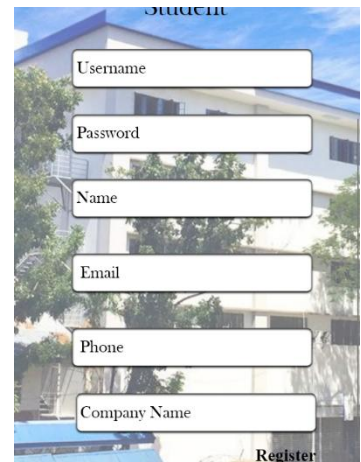 Student
Username
Password
Name
Email
Phone
Company Name
Register